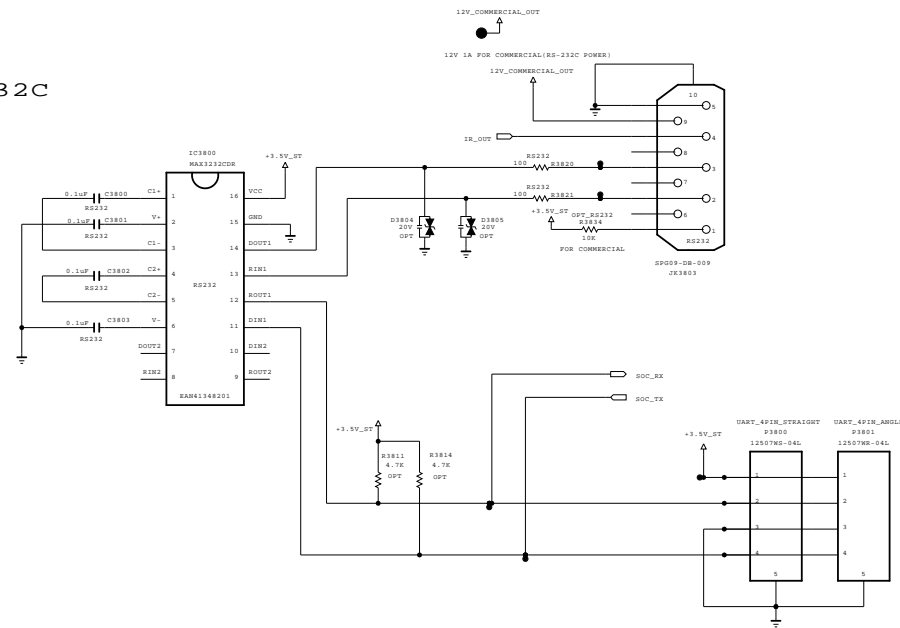 12V_COMMERCIAL_OUT
12V 1A FOR COMMERCIAL(RS-232C POWER)
12V_COMMERCIAL_OUT
32C
10
5
9
IR_OUT
4
8
IC3800
MAX3232CDR
+3.5V_ST
RS232
100
R3820
3
7
0.1uF
C3800
RS232
C1+
1
16
VCC
RS232
100
R3821
2
0.1uF
C3801
RS232
V+
2
15
GND
D3804
20V
OPT
D3805
20V
OPT
+3.5V_ST
OPT_RS232
R3834
10K
FOR COMMERCIAL
6
1
RS232
C1-
3
14
DOUT1
SPG09-DB-009
JK3803
0.1uF
C3802
RS232
C2+
4
13
RIN1
RS232
C2-
5
12
ROUT1
0.1uF
C3803
RS232
V-
6
11
DIN1
DOUT2
7
10
DIN2
RIN2
8
9
ROUT2
EAN41348201
SOC_RX
SOC_TX
+3.5V_ST
R3811
4.7K
OPT
R3814
4.7K
OPT
+3.5V_ST
UART_4PIN_STRAIGHT
P3800
12507WS-04L
UART_4PIN_ANGL
P3801
12507WR-04L
1
1
2
2
3
3
4
4
5
5